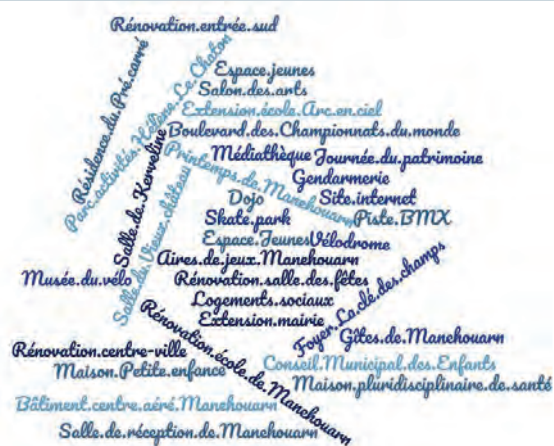 Rénovation.entrée.sud
Résidence.du.Pré.carré
Parc.activités.Hélène.Le.Chaton
Espace.jeunes
Salon.des.arts
Extension.école.Arc.en.ciel
Boulevard.des.Championnats.du.monde
Salle.de.Kerveline
Printemps.de.Manehouarn
Médiathèque
Journée.du.patrimoine
Gendarmerie
Salle.du.Vieux.château
Dojo
Site.internet
Skate.park
Piste.BMX
Espace.Jeunes
Vélodrome
Aires.de.jeux.Manehouarn
Musée.du.vélo
Rénovation.salle.des.fêtes
Foyer.La.clé.des.champs
Logements.sociaux
Rénovation.école.de.Manehouarn
Extension.mairie
Gîtes.de.Manehouarn
Rénovation.centre-ville
Conseil.Municipal.des.Enfants
Maison.Petite.enfance
Maison.pluridisciplinaire.de.santé
Bâtiment.centre.aéré.Manehouarn
Salle.de.réception.de.Manehouarn